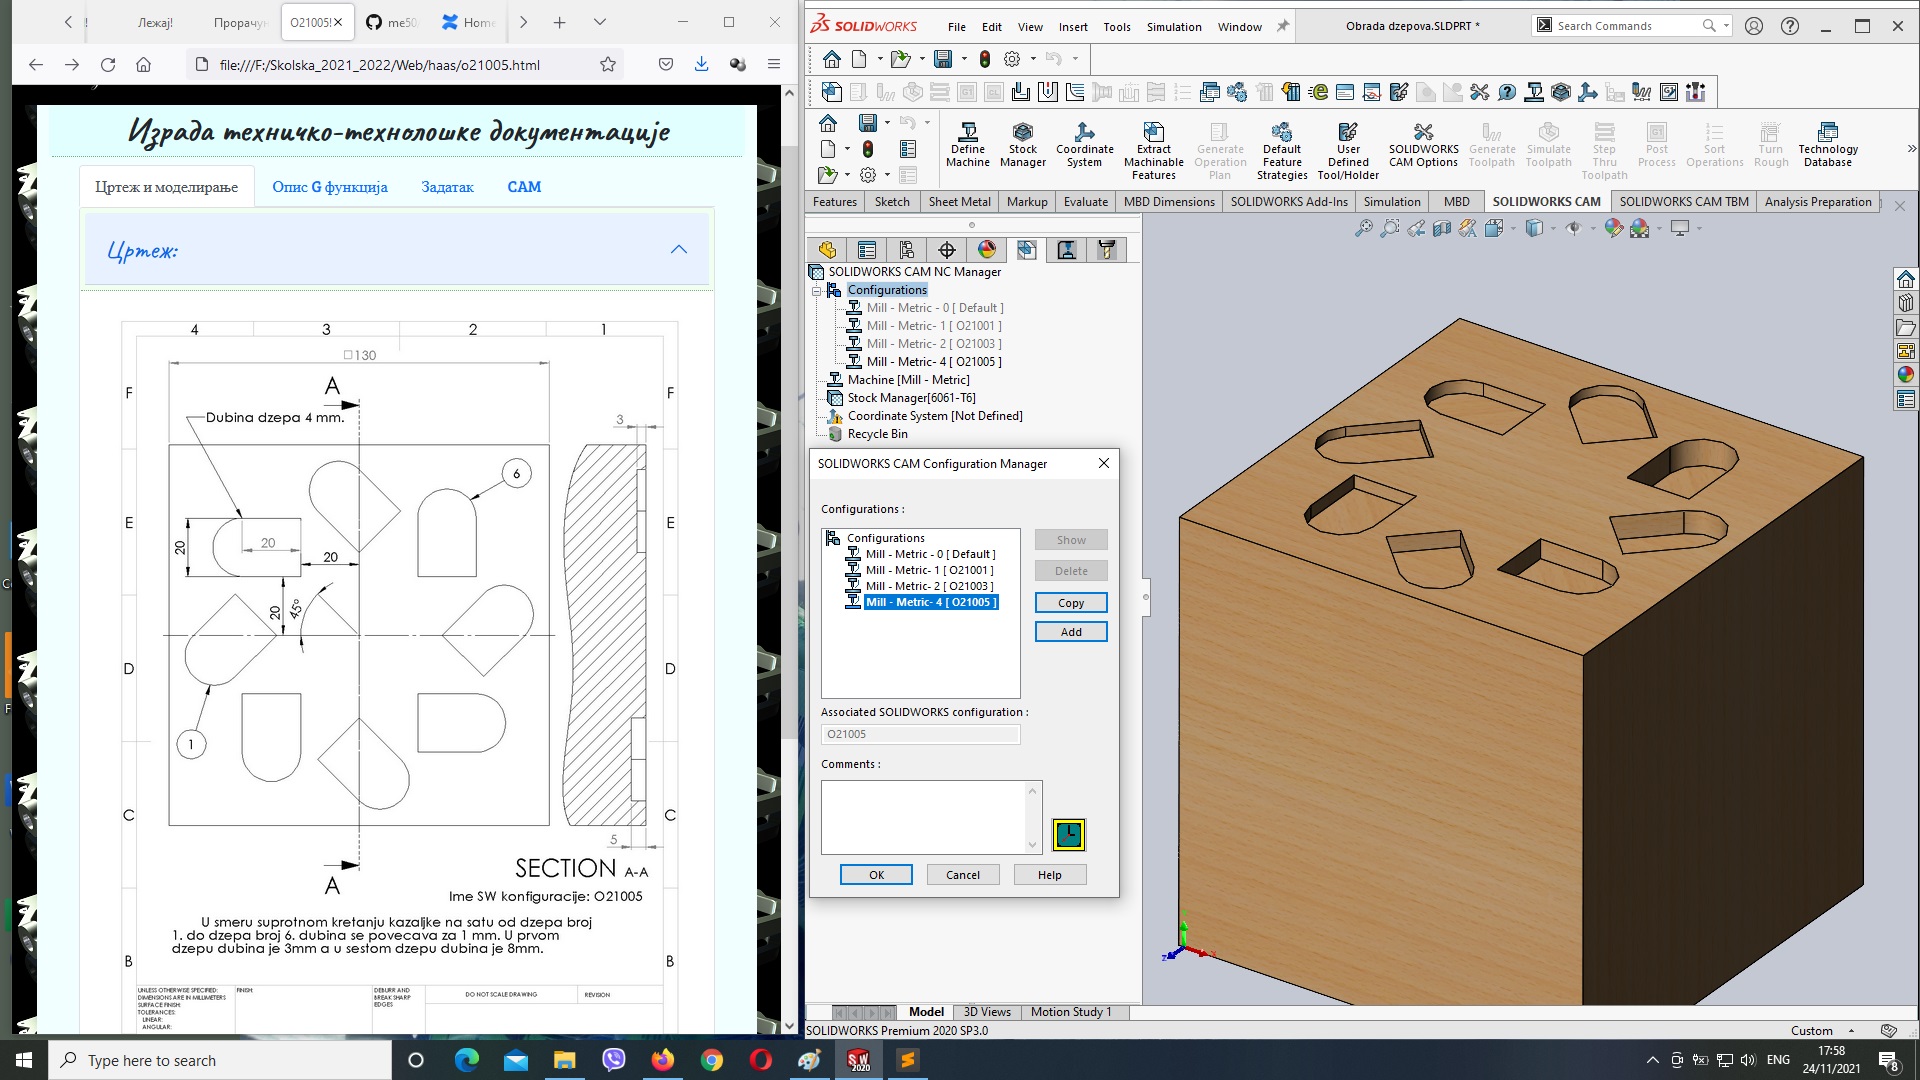 Лежај!
Прорачун
O21005!
me50
Home
file:///F:/Skolska_2021_2022/Web/haas/o21005.html
Израда техничко-технолошке документације
Цртеж и моделирање
Опис G функција
Задатак
CAM
Цртеж:
4
3
2
1
□130
A
F
F
Dubina dzepa 4 mm.
3
6
E
E
20
20
20
20
45°
D
D
1
C
C
5
A
SECTION A-A
Ime SW konfiguracije: O21005
U smeru suprotnom kretanju kazaljke na satu od dzepa broj
1. do dzepa broj 6. dubina se povecava za 1 mm. U prvom
dzepu dubina je 3mm a u sestom dzepu dubina je 8mm.
B
B
UNLESS OTHERWISE SPECIFIED:
DIMENSIONS ARE IN MILLIMETERS
SURFACE FINISH:
TOLERANCES:
LINEAR:
ANGULAR:
FINISH:
DEBURR AND
BREAK SHARP
EDGES
DO NOT SCALE DRAWING
REVISION
SOLIDWORKS
File
Edit
View
Insert
Tools
Simulation
Window
Obrada dzepova.SLDPRT *
Search Commands
Define
Machine
Stock
Manager
Coordinate
System
Extract
Machinable
Features
Generate
Operation
Plan
Default
Feature
Strategies
User
Defined
Tool/Holder
SOLIDWORKS
CAM Options
Generate
Toolpath
Simulate
Toolpath
Step
Thru
Toolpath
Post
Process
Sort
Operations
Turn
Rough
Technology
Database
Features
Sketch
Sheet Metal
Markup
Evaluate
MBD Dimensions
SOLIDWORKS Add-Ins
Simulation
MBD
SOLIDWORKS CAM
SOLIDWORKS CAM TBM
Analysis Preparation
SOLIDWORKS CAM NC Manager
Configurations
Mill - Metric - 0 [ Default ]
Mill - Metric- 1 [ O21001 ]
Mill - Metric- 2 [ O21003 ]
Mill - Metric- 4 [ O21005 ]
Machine [Mill - Metric]
Stock Manager[6061-T6]
Coordinate System [Not Defined]
Recycle Bin
SOLIDWORKS CAM Configuration Manager
Configurations :
Configurations
Mill - Metric - 0 [ Default ]
Mill - Metric- 1 [ O21001 ]
Mill - Metric- 2 [ O21003 ]
Mill - Metric- 4 [ O21005 ]
Show
Delete
Copy
Add
Associated SOLIDWORKS configuration :
O21005
Comments :
OK
Cancel
Help
Model
3D Views
Motion Study 1
SOLIDWORKS Premium 2020 SP3.0
Custom
Type here to search
ENG
17:58
24/11/2021
8